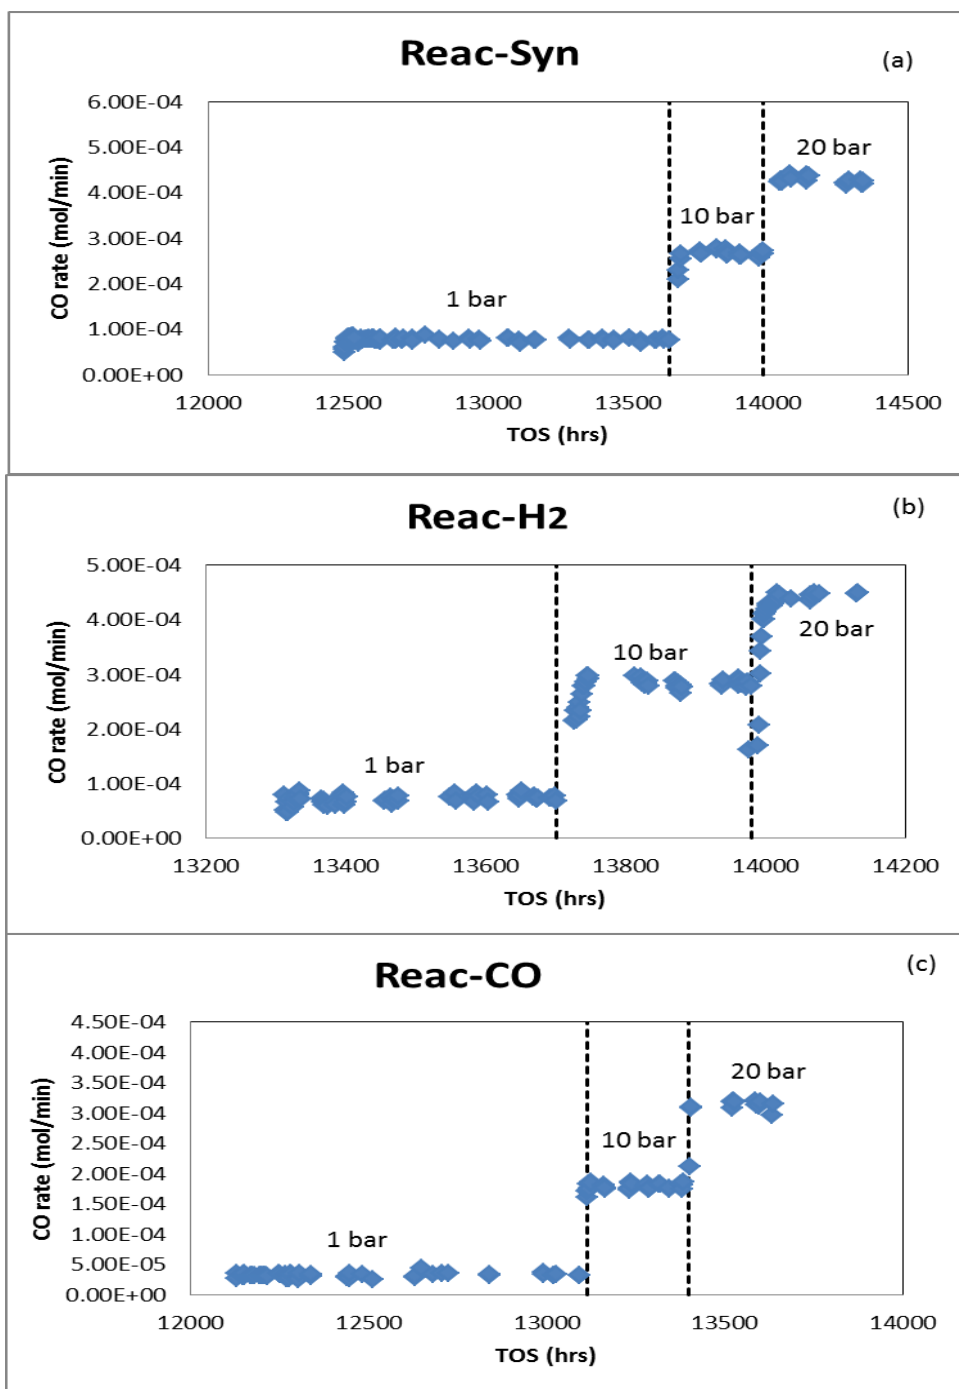 Reac-Syn
(a)
6.00E-04
5.00E-04
4.00E-04
3.00E-04
2.00E-04
1.00E-04
0.00E+00
CO rate (mol/min)
20 bar
10 bar
1 bar
12000 12500 13000 13500 14000 14500
TOS (hrs)
Reac-H2
(b)
5.00E-04
4.00E-04
3.00E-04
2.00E-04
1.00E-04
0.00E+00
CO rate (mol/min)
10 bar
20 bar
1 bar
13200 13400 13600 13800 14000 14200
TOS (hrs)
Reac-CO
(c)
4.50E-04
4.00E-04
3.50E-04
3.00E-04
2.50E-04
2.00E-04
1.50E-04
1.00E-04
5.00E-05
0.00E+00
CO rate (mol/min)
20 bar
10 bar
1 bar
12000 12500 13000 13500 14000
TOS (hrs)